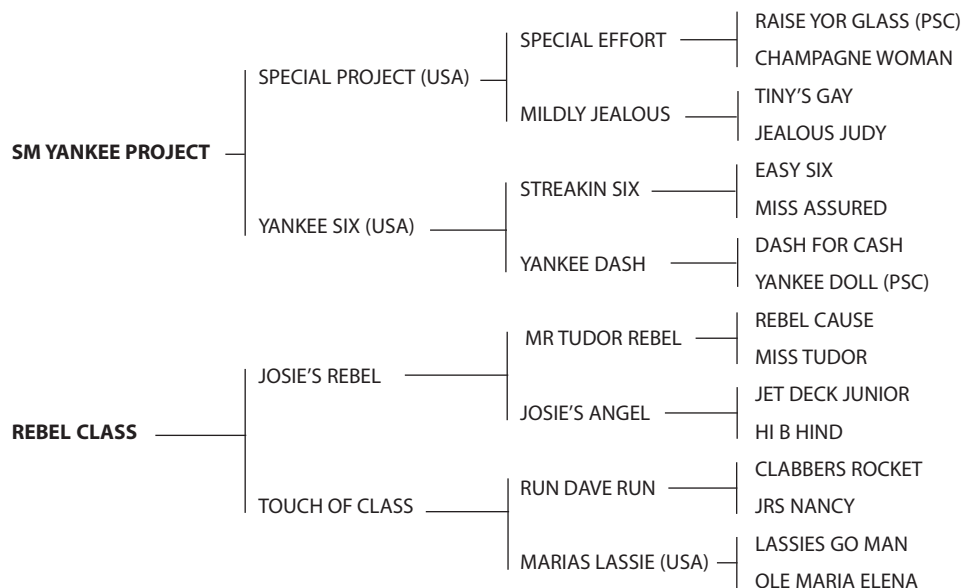 RAISE YOR GLASS (PSC)
SPECIAL EFFORT
CHAMPAGNE WOMAN
SPECIAL PROJECT (USA)
TINY'S GAY
MILDLY JEALOUS
JEALOUS JUDY
SM YANKEE PROJECT
EASY SIX
STREAKIN SIX
MISS ASSURED
YANKEE SIX (USA)
DASH FOR CASH
YANKEE DASH
YANKEE DOLL (PSC)
REBEL CAUSE
MR TUDOR REBEL
MISS TUDOR
JOSIE'S REBEL
JET DECK JUNIOR
JOSIE'S ANGEL
HI B HIND
REBEL CLASS
CLABBERS ROCKET
RUN DAVE RUN
JRS NANCY
TOUCH OF CLASS
LASSIES GO MAN
MARIAS LASSIE (USA)
OLE MARIA ELENA